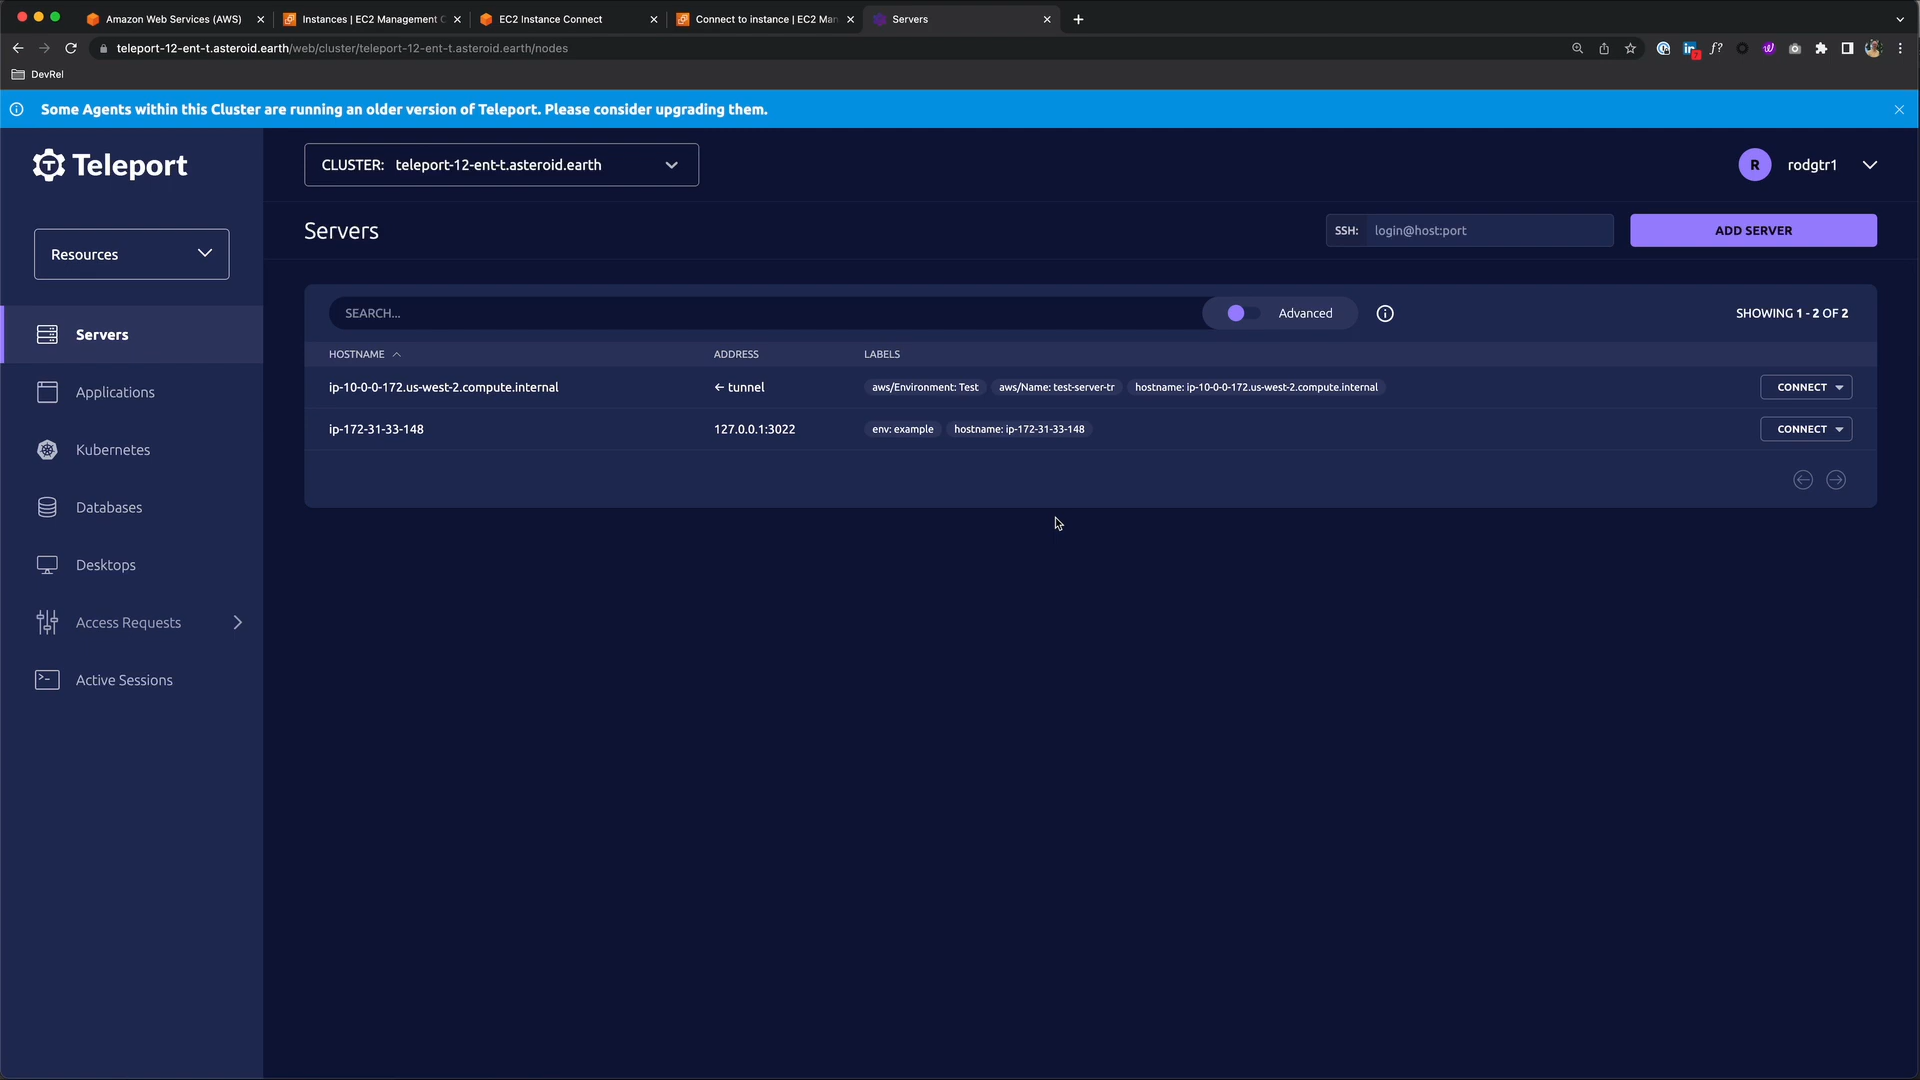 Amazon Web Services (AWS)
Instances | EC2 Management C
EC2 Instance Connect
Connect to instance | EC2 Man
Servers
teleport-12-ent-t.asteroid.earth/web/cluster/teleport-12-ent-t.asteroid.earth/nodes
DevRel
Some Agents within this Cluster are running an older version of Teleport. Please consider upgrading them.
Teleport
CLUSTER: teleport-12-ent-t.asteroid.earth
R
rodgtr1
Resources
Servers
SSH: login@host:port
ADD SERVER
SEARCH...
Advanced
SHOWING 1 - 2 OF 2
HOSTNAME ADDRESS LABELS
ip-10-0-0-172.us-west-2.compute.internal ← tunnel aws/Environment: Test aws/Name: test-server-tr hostname: ip-10-0-0-172.us-west-2.compute.internal CONNECT
ip-172-31-33-148 127.0.0.1:3022 env: example hostname: ip-172-31-33-148 CONNECT
Servers
Applications
Kubernetes
Databases
Desktops
Access Requests
Active Sessions